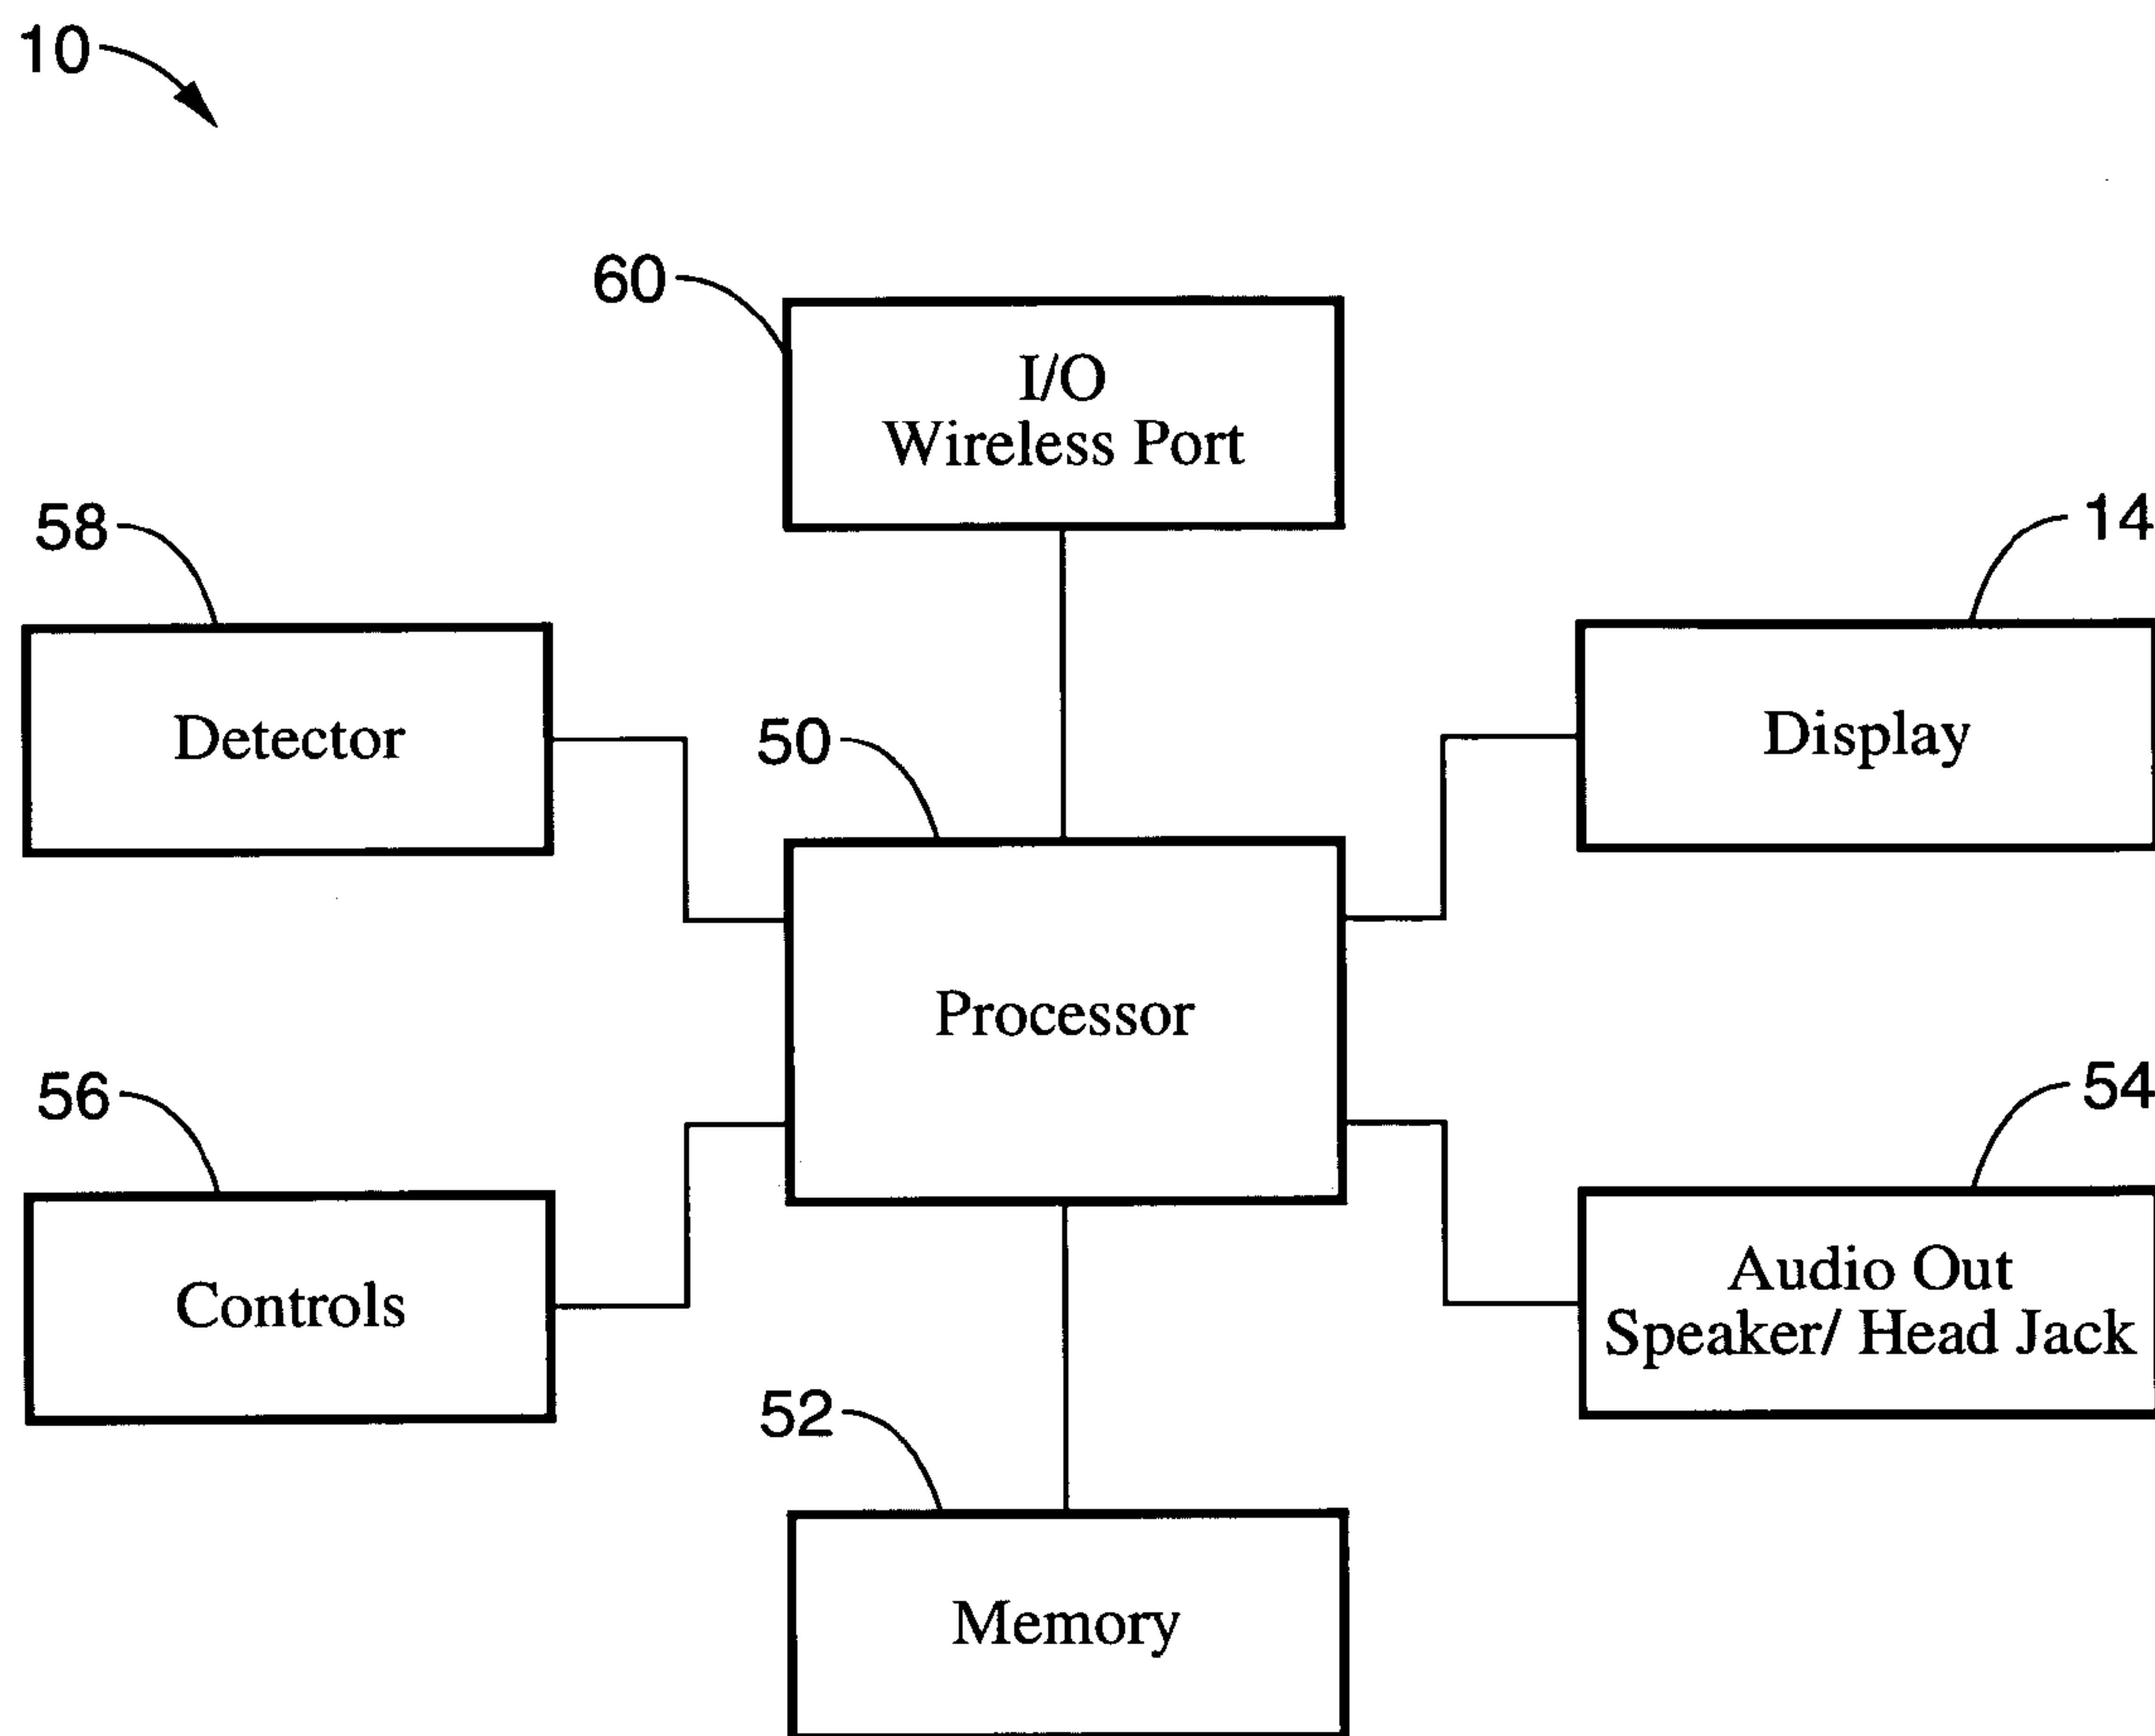 10
60
I/O
Wireless Port
58
14
Detector
50
Display
Processor
56
54
Controls
Audio Out
Speaker/ Head Jack
52
Memory